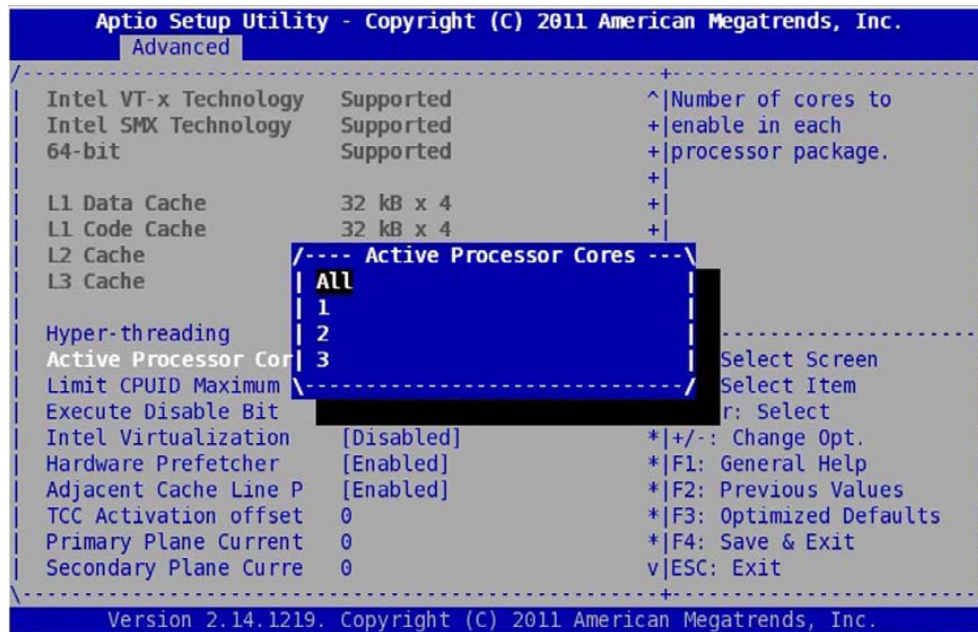 Aptio Setup Utility - Copyright (C) 2011 American Megatrends, Inc.
Advanced
Intel VT-x Technology Supported ^|Number of cores to
Intel SMX Technology Supported +|enable in each
64-bit Supported +|processor package.
+|
L1 Data Cache 32 kB x 4 +|
L1 Code Cache 32 kB x 4 +|
L2 Cache /---- Active Processor Cores ---\
L3 Cache | All |
| 1 |
Hyper-threading | 2 |
Active Processor Cor| 3 | Select Screen
Limit CPUID Maximum \-------------------------------/ Select Item
Execute Disable Bit r: Select
Intel Virtualization [Disabled] *|+/-: Change Opt.
Hardware Prefetcher [Enabled] *|F1: General Help
Adjacent Cache Line P [Enabled] *|F2: Previous Values
TCC Activation offset 0 *|F3: Optimized Defaults
Primary Plane Current 0 *|F4: Save & Exit
Secondary Plane Curre 0 v|ESC: Exit
Version 2.14.1219. Copyright (C) 2011 American Megatrends, Inc.